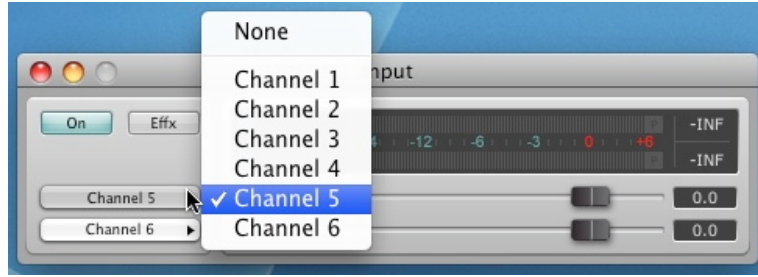 None
Channel 1
Channel 2
Channel 3
Channel 4
✓ Channel 5
Channel 6
On Effx
-12 -6 -3 0 +6
-INF
-INF
Channel 5 0.0
Channel 6 0.0